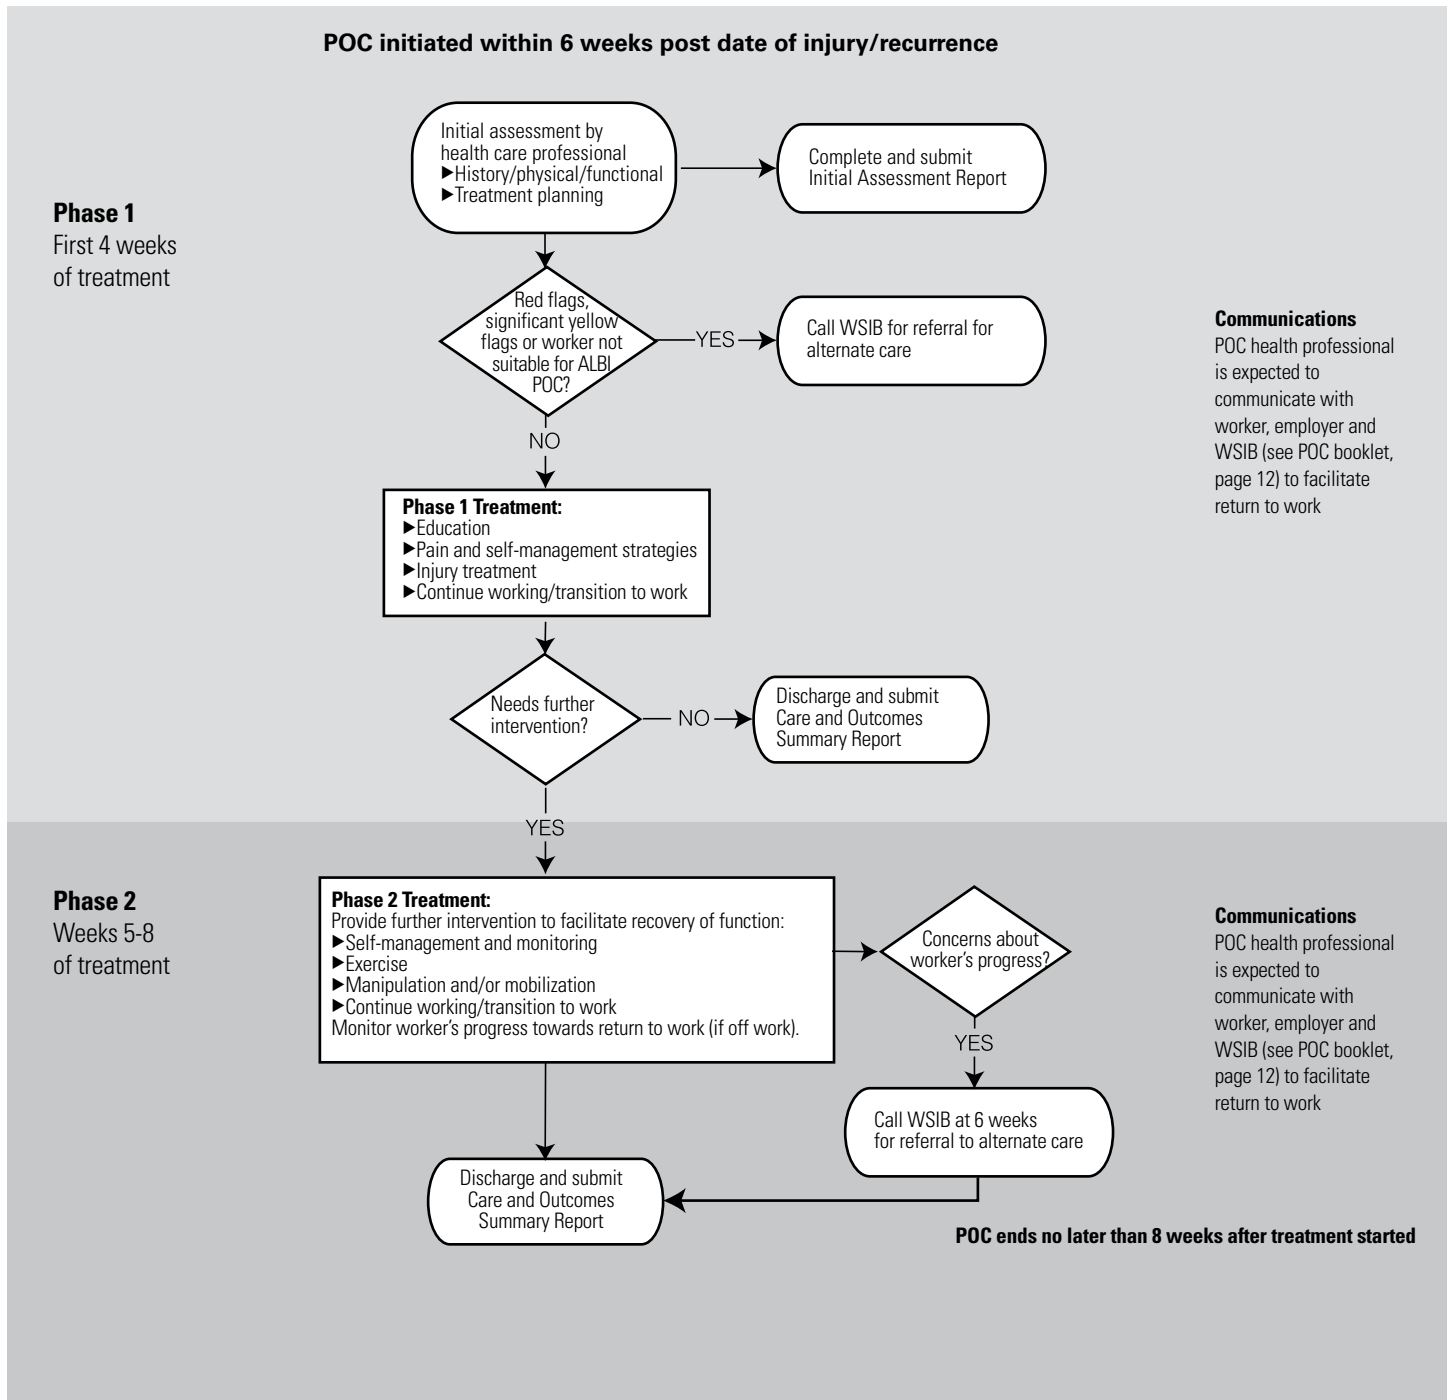 POC initiated within 6 weeks post date of injury/recurrence
Phase 1
First 4 weeks
of treatment
Initial assessment by
health care professional
▶History/physical/functional
▶Treatment planning
Complete and submit
Initial Assessment Report
Red flags,
significant yellow
flags or worker not
suitable for ALBI
POC?
YES
Call WSIB for referral for
alternate care
NO
Phase 1 Treatment:
▶Education
▶Pain and self-management strategies
▶Injury treatment
▶Continue working/transition to work
Needs further
intervention?
NO
Discharge and submit
Care and Outcomes
Summary Report
YES
Communications
POC health professional
is expected to
communicate with
worker, employer and
WSIB (see POC booklet,
page 12) to facilitate
return to work
Phase 2
Weeks 5-8
of treatment
Phase 2 Treatment:
Provide further intervention to facilitate recovery of function:
▶Self-management and monitoring
▶Exercise
▶Manipulation and/or mobilization
▶Continue working/transition to work
Monitor worker's progress towards return to work (if off work).
Concerns about
worker's progress?
YES
Call WSIB at 6 weeks
for referral to alternate care
Discharge and submit
Care and Outcomes
Summary Report
Communications
POC health professional
is expected to
communicate with
worker, employer and
WSIB (see POC booklet,
page 12) to facilitate
return to work
POC ends no later than 8 weeks after treatment started